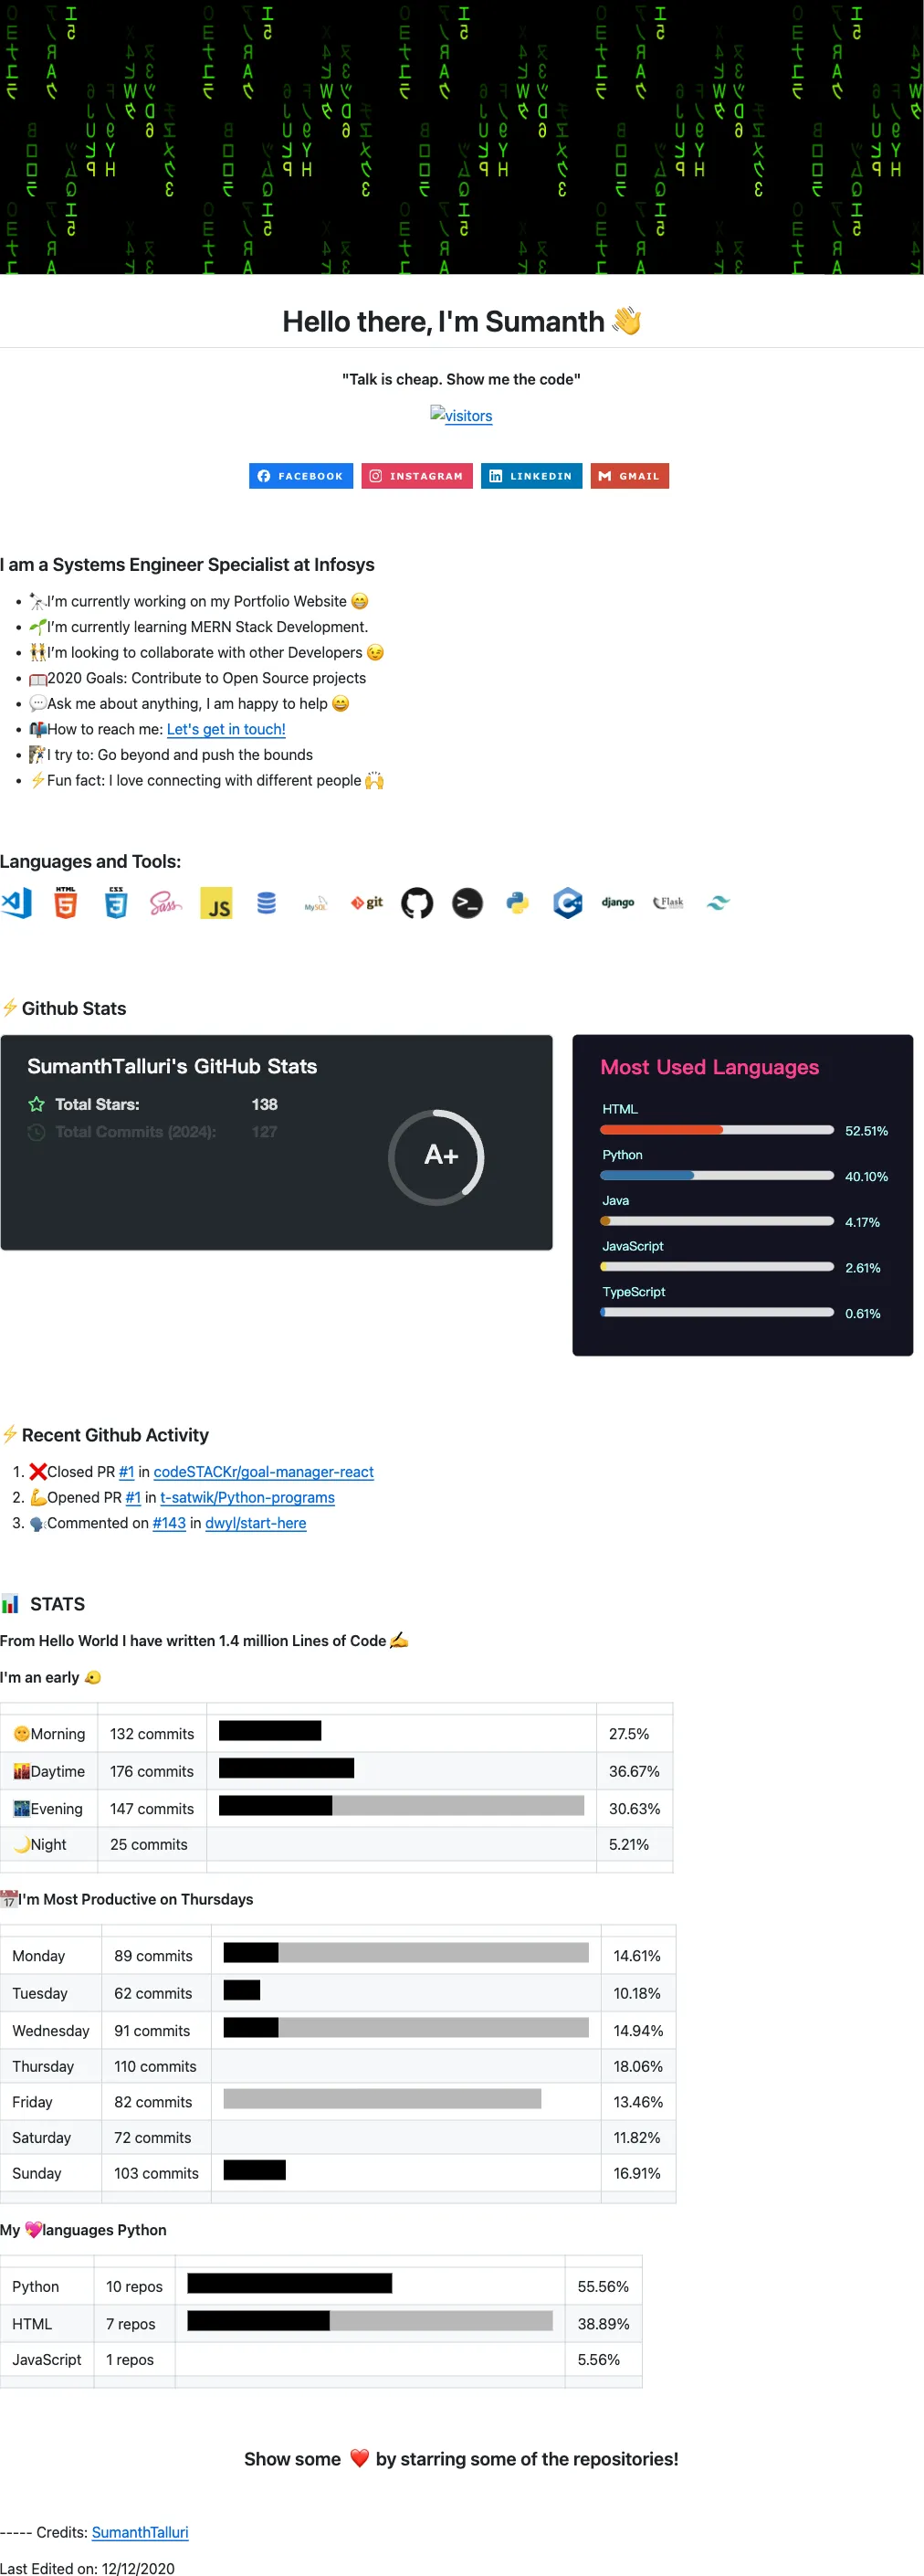 Hello there, I'm Sumanth 👋
"Talk is cheap. Show me the code"
visitors
FACEBOOK INSTAGRAM LINKEDIN GMAIL
I am a Systems Engineer Specialist at Infosys
• 🔭I'm currently working on my Portfolio Website 😁
• 🌱I'm currently learning MERN Stack Development.
• 👯I'm looking to collaborate with other Developers 😉
• 📖2020 Goals: Contribute to Open Source projects
• 💬Ask me about anything, I am happy to help 😄
• 📬How to reach me: Let's get in touch!
• 🧗I try to: Go beyond and push the bounds
• ⚡Fun fact: I love connecting with different people 🙌
Languages and Tools:
HTML CSS Sass JS MySQL git django Flask
⚡Github Stats
SumanthTalluri's GitHub Stats
Total Stars: 138
Total Commits (2024): 127
A+
Most Used Languages
HTML
52.51%
Python
40.10%
Java
4.17%
JavaScript
2.61%
TypeScript
0.61%
⚡Recent Github Activity
1. ❌Closed PR #1 in codeSTACKr/goal-manager-react
2. 💪Opened PR #1 in t-satwik/Python-programs
3. 🗣Commented on #143 in dwyl/start-here
📊 STATS
From Hello World I have written 1.4 million Lines of Code ✍
I'm an early 🐤
🌞Morning 132 commits 27.5%
🌆Daytime 176 commits 36.67%
🌃Evening 147 commits 30.63%
🌙Night 25 commits 5.21%
📅I'm Most Productive on Thursdays
Monday 89 commits 14.61%
Tuesday 62 commits 10.18%
Wednesday 91 commits 14.94%
Thursday 110 commits 18.06%
Friday 82 commits 13.46%
Saturday 72 commits 11.82%
Sunday 103 commits 16.91%
My 💖languages Python
Python 10 repos 55.56%
HTML 7 repos 38.89%
JavaScript 1 repos 5.56%
Show some ❤ by starring some of the repositories!
----- Credits: SumanthTalluri
Last Edited on: 12/12/2020